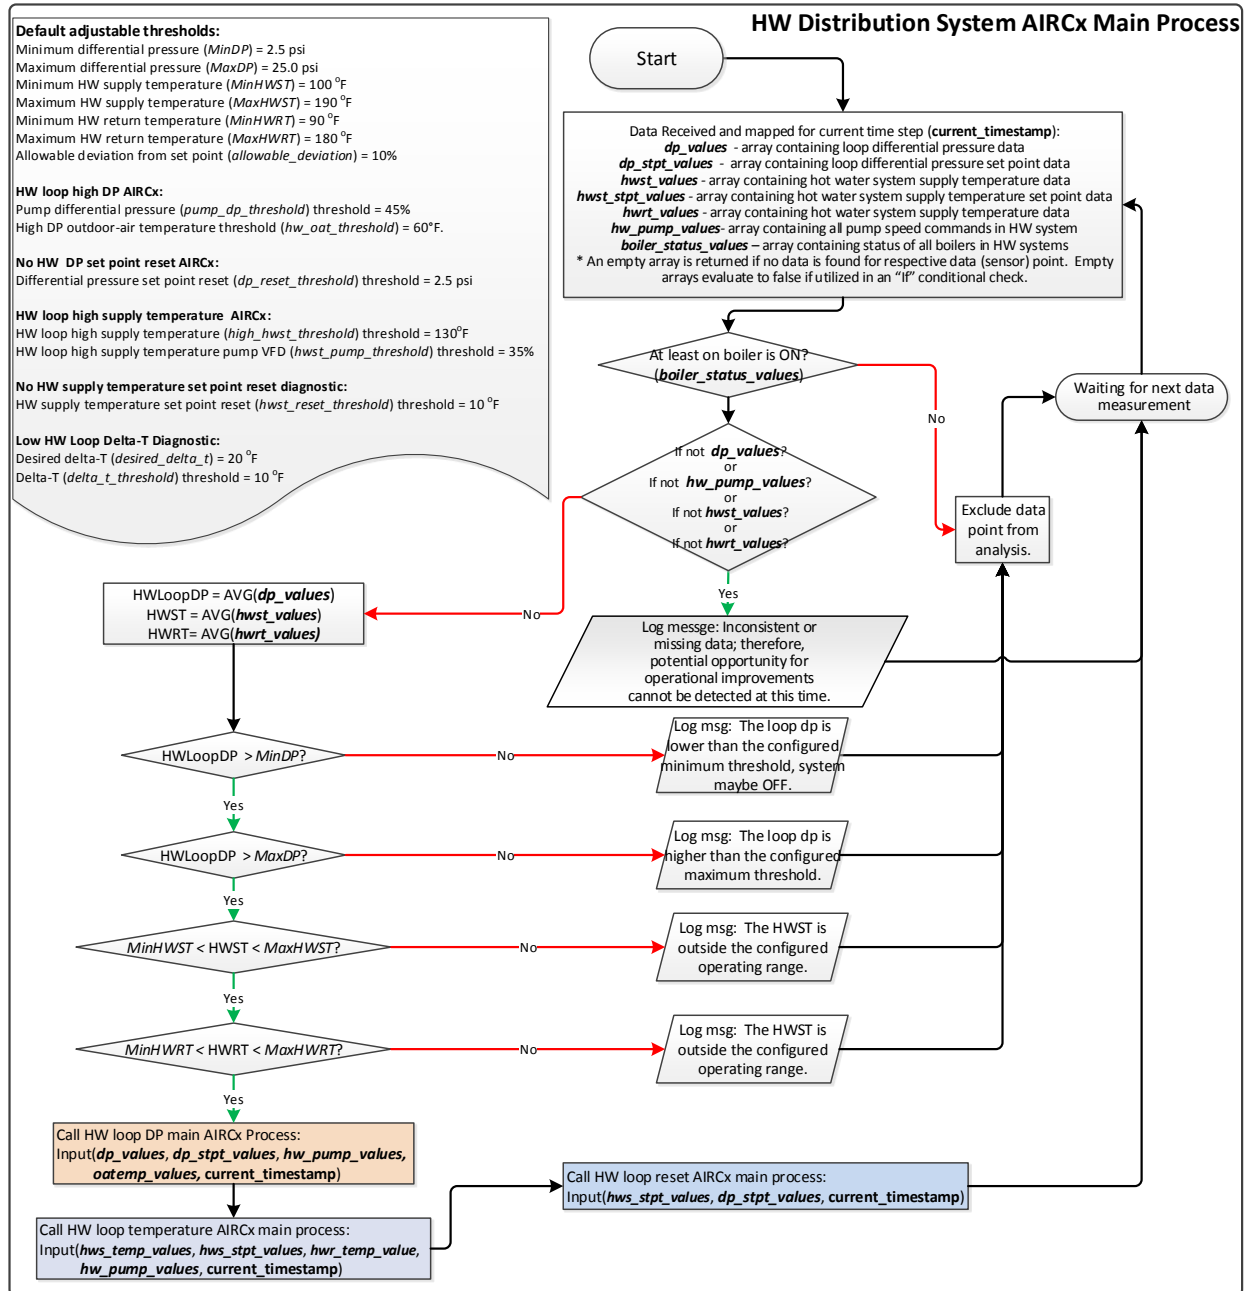 HW Distribution System AIRCx Main Process
Default adjustable thresholds:
Minimum differential pressure (MinDP) = 2.5 psi
Maximum differential pressure (MaxDP) = 25.0 psi
Minimum HW supply temperature (MinHWST) = 100 °F
Maximum HW supply temperature (MaxHWST) = 190 °F
Minimum HW return temperature (MinHWRT) = 90 °F
Maximum HW return temperature (MaxHWRT) = 180 °F
Allowable deviation from set point (allowable_deviation) = 10%
HW loop high DP AIRCx:
Pump differential pressure (pump_dp_threshold) threshold = 45%
High DP outdoor-air temperature threshold (hw_oat_threshold) = 60°F.
No HW DP set point reset AIRCx:
Differential pressure set point reset (dp_reset_threshold) threshold = 2.5 psi
HW loop high supply temperature AIRCx:
HW loop high supply temperature (high_hwst_threshold) threshold = 130°F
HW loop high supply temperature pump VFD (hwst_pump_threshold) threshold = 35%
No HW supply temperature set point reset diagnostic:
HW supply temperature set point reset (hwst_reset_threshold) threshold = 10 °F
Low HW Loop Delta-T Diagnostic:
Desired delta-T (desired_delta_t) = 20 °F
Delta-T (delta_t_threshold) threshold = 10 °F
Start
Data Received and mapped for current time step (current_timestamp):
dp_values - array containing loop differential pressure data
dp_stpt_values - array containing loop differential pressure set point data
hwst_values - array containing hot water system supply temperature data
hwst_stpt_values - array containing hot water system supply temperature set point data
hwrt_values - array containing hot water system supply temperature data
hw_pump_values- array containing all pump speed commands in HW system
boiler_status_values – array containing status of all boilers in HW systems
* An empty array is returned if no data is found for respective data (sensor) point. Empty
arrays evaluate to false if utilized in an “If” conditional check.
At least on boiler is ON?
(boiler_status_values)
No
Waiting for next data
measurement
If not dp_values?
or
If not hw_pump_values?
or
If not hwst_values?
or
If not hwrt_values?
Exclude data
point from
analysis.
Yes
No
HWLoopDP = AVG(dp_values)
HWST = AVG(hwst_values)
HWRT= AVG(hwrt_values)
Log messge: Inconsistent or
missing data; therefore,
potential opportunity for
operational improvements
cannot be detected at this time.
HWLoopDP > MinDP?
No
Log msg: The loop dp is
lower than the configured
minimum threshold, system
maybe OFF.
Yes
HWLoopDP > MaxDP?
No
Log msg: The loop dp is
higher than the configured
maximum threshold.
Yes
MinHWST < HWST < MaxHWST?
No
Log msg: The HWST is
outside the configured
operating range.
Yes
MinHWRT < HWRT < MaxHWRT?
No
Log msg: The HWST is
outside the configured
operating range.
Yes
Call HW loop DP main AIRCx Process:
Input(dp_values, dp_stpt_values, hw_pump_values,
oatemp_values, current_timestamp)
Call HW loop reset AIRCx main process:
Input(hws_stpt_values, dp_stpt_values, current_timestamp)
Call HW loop temperature AIRCx main process:
Input(hws_temp_values, hws_stpt_values, hwr_temp_value,
hw_pump_values, current_timestamp)